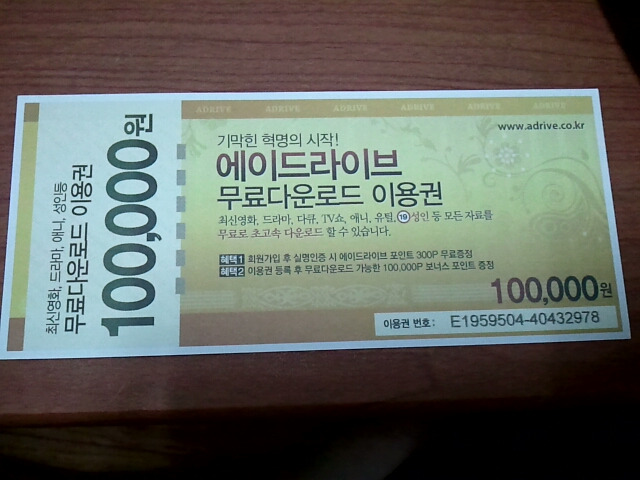 최신영화, 드라마, 애니, 성인등
무료다운로드 이용권
100,000원
ADRIVE ADRIVE ADRIVE ADRIVE ADRIVE ADRIVE
www.adrive.co.kr
기막힌 혁명의 시작!
에이드라이브
무료다운로드 이용권
최신영화, 드라마, 다큐, TV쇼, 애니, 유틸, 19 성인 등 모든 자료를
무료로 초고속 다운로드 할 수 있습니다.
혜택1 회원가입 후 실명인증 시 에이드라이브 포인트 300P 무료증정
혜택2 이용권 등록 후 무료다운로드 가능한 100,000P 보너스 포인트 증정
100,000원
이용권 번호: E1959504-40432978